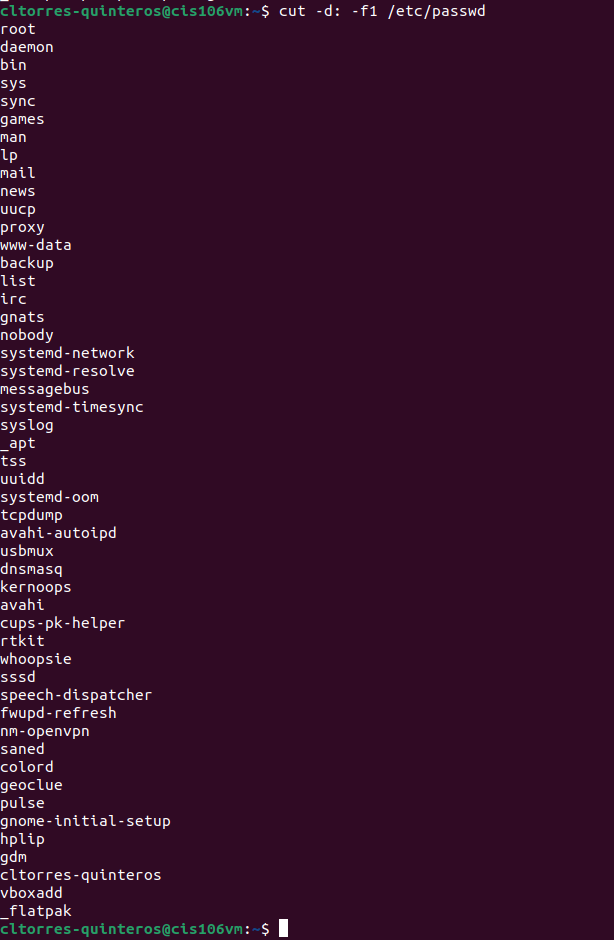 cltorres-quinteros@cis106vm:~$ cut -d: -f1 /etc/passwd
root
daemon
bin
sys
sync
games
man
lp
mail
news
uucp
proxy
www-data
backup
list
irc
gnats
nobody
systemd-network
systemd-resolve
messagebus
systemd-timesync
syslog
_apt
tss
uuidd
systemd-oom
tcpdump
avahi-autoipd
usbmux
dnsmasq
kernoops
avahi
cups-pk-helper
rtkit
whoopsie
sssd
speech-dispatcher
fwupd-refresh
nm-openvpn
saned
colord
geoclue
pulse
gnome-initial-setup
hplip
gdm
cltorres-quinteros
vboxadd
_flatpak
cltorres-quinteros@cis106vm:~$